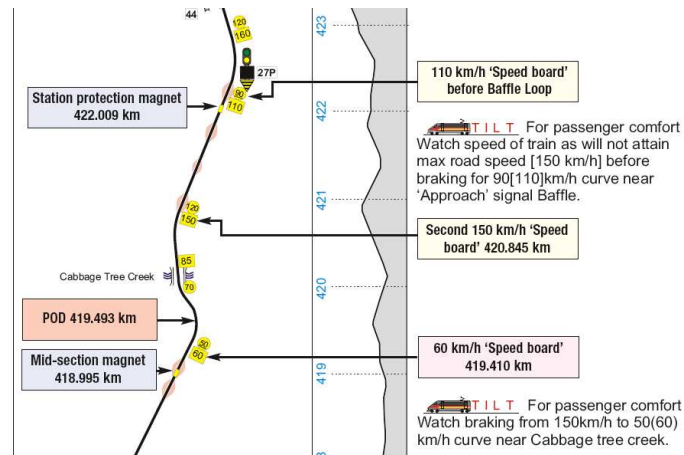 44
120
160
423
27P
90
110
110 km/h 'Speed board'
before Baffle Loop
Station protection magnet
422.009 km
422
TILT For passenger comfort
Watch speed of train as will not attain
max road speed [150 km/h] before
braking for 90[110]km/h curve near
'Approach' signal Baffle.
120
150
421
Second 150 km/h 'Speed
board' 420.845 km
85
Cabbage Tree Creek
70
420
POD 419.493 km
50
60
60 km/h 'Speed board'
419.410 km
Mid-section magnet
418.995 km
419
TILT For passenger comfort
Watch braking from 150km/h to 50(60)
km/h curve near Cabbage tree creek.